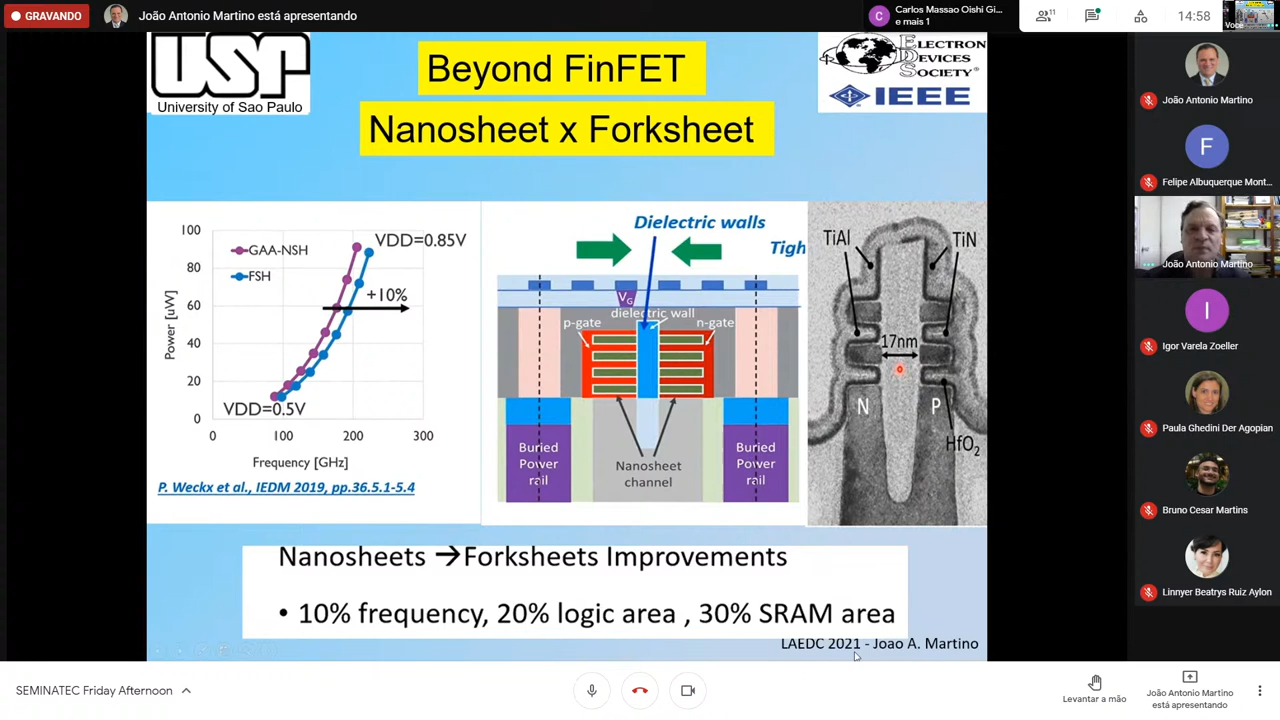 GRAVANDO
João Antonio Martino está apresentando
C
Carlos Massao Oishi Gi...
e mais 1
11
14:58
Você
USP
University of Sao Paulo
Beyond FinFET
Nanosheet x Forksheet
ELECTRON
DEVICES
SOCIETY®
IEEE
100
80
60
40
20
0
Power [uW]
GAA-NSH
FSH
VDD=0.85V
+10%
VDD=0.5V
0
100
200
300
Frequency [GHz]
P. Weckx et al., IEDM 2019, pp.36.5.1-5.4
Dielectric walls
Tigh
VG
dielectric wall
p-gate
n-gate
Buried
Power
rail
Nanosheet
channel
Buried
Power
rail
TiAl
TiN
17nm
N
P
HfO2
Nanosheets →Forksheets Improvements
• 10% frequency, 20% logic area , 30% SRAM area
LAEDC 2021 - Joao A. Martino
João Antonio Martino
F
Felipe Albuquerque Mont...
João Antonio Martino
I
Igor Varela Zoeller
Paula Ghedini Der Agopian
Bruno Cesar Martins
Linnyer Beatrys Ruiz Aylon
SEMINATEC Friday Afternoon
Levantar a mão
João Antonio Martino
está apresentando